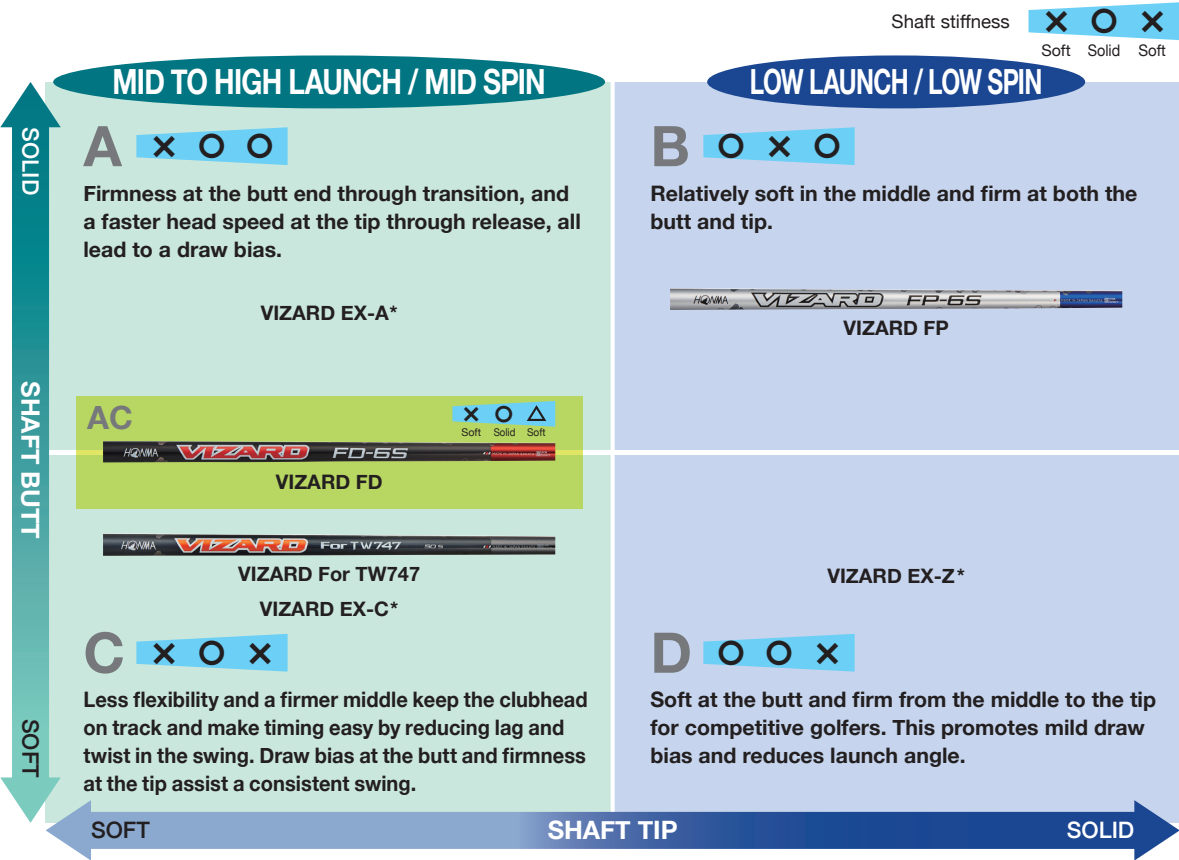 Shaft stiffness
Soft Solid Soft
MID TO HIGH LAUNCH / MID SPIN
LOW LAUNCH / LOW SPIN
SOLID
SHAFT BUTT
SOFT
A
Firmness at the butt end through transition, and
a faster head speed at the tip through release, all
lead to a draw bias.
VIZARD EX-A*
B
Relatively soft in the middle and firm at both the
butt and tip.
HONMA VIZARD FP-6S
VIZARD FP
AC
Soft Solid Soft
HONMA VIZARD FD-6S
VIZARD FD
HONMA VIZARD For TW747 50 S
VIZARD For TW747
VIZARD EX-C*
C
Less flexibility and a firmer middle keep the clubhead
on track and make timing easy by reducing lag and
twist in the swing. Draw bias at the butt and firmness
at the tip assist a consistent swing.
VIZARD EX-Z*
D
Soft at the butt and firm from the middle to the tip
for competitive golfers. This promotes mild draw
bias and reduces launch angle.
SOFT
SHAFT TIP
SOLID